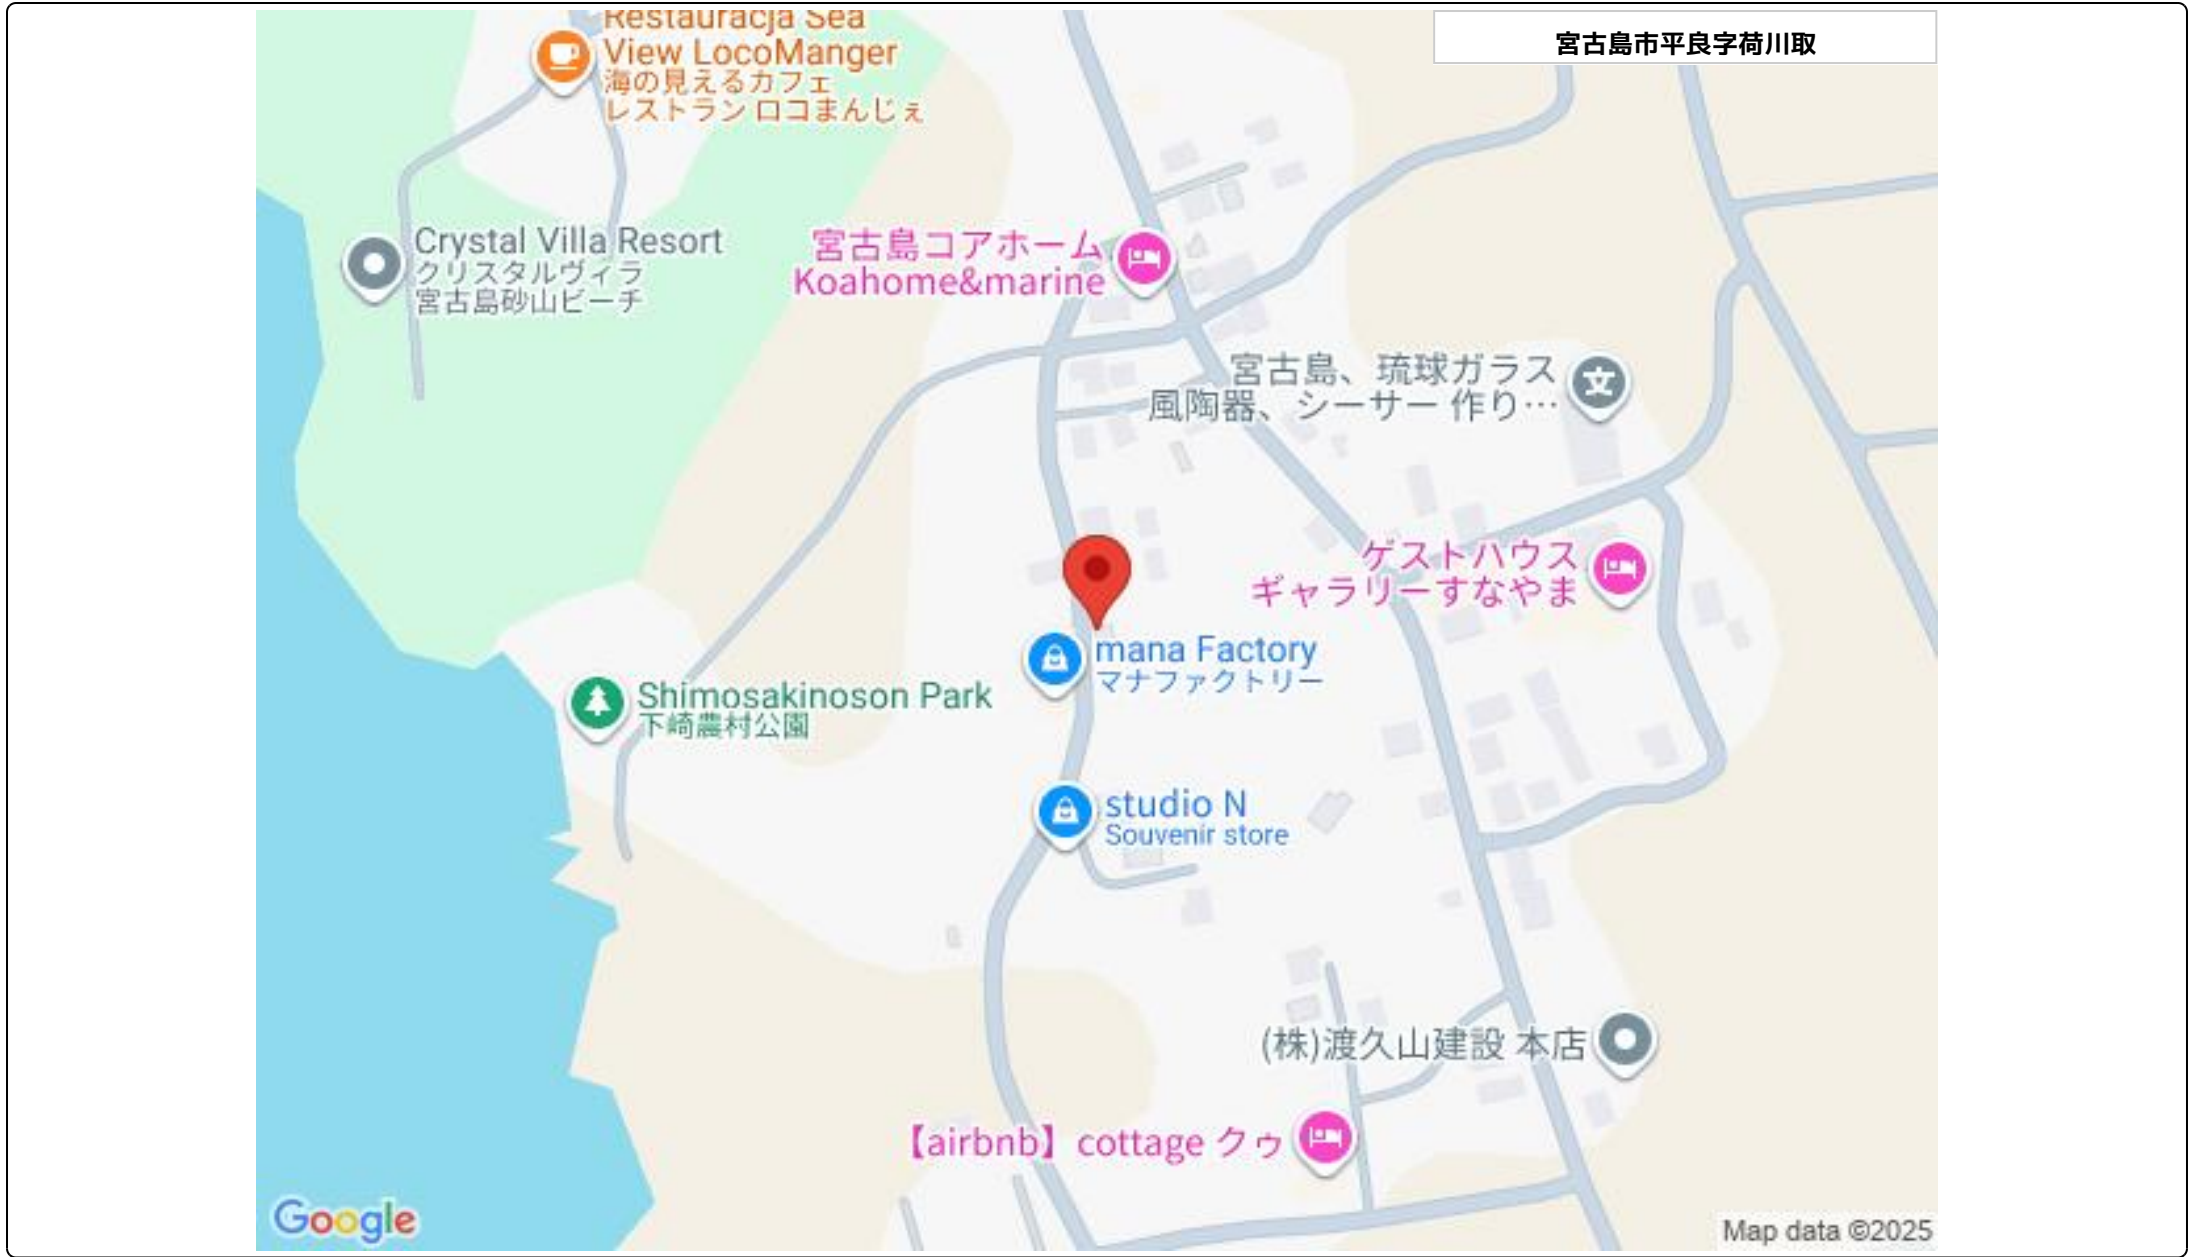 宮古島市平良字荷川取
Restauracja Sea
View LocoManger
海の見えるカフェ
レストラン ロコまんじぇ
Crystal Villa Resort
クリスタルヴィラ
宮古島砂山ビーチ
宮古島コアホーム
Koahome&marine
宮古島、琉球ガラス
風陶器、シーサー 作り…
ゲストハウス
ギャラリーすなやま
mana Factory
マナファクトリー
Shimosakinoson Park
下崎農村公園
studio N
Souvenir store
(株)渡久山建設 本店
【airbnb】cottage クゥ
Google
Map data ©2025